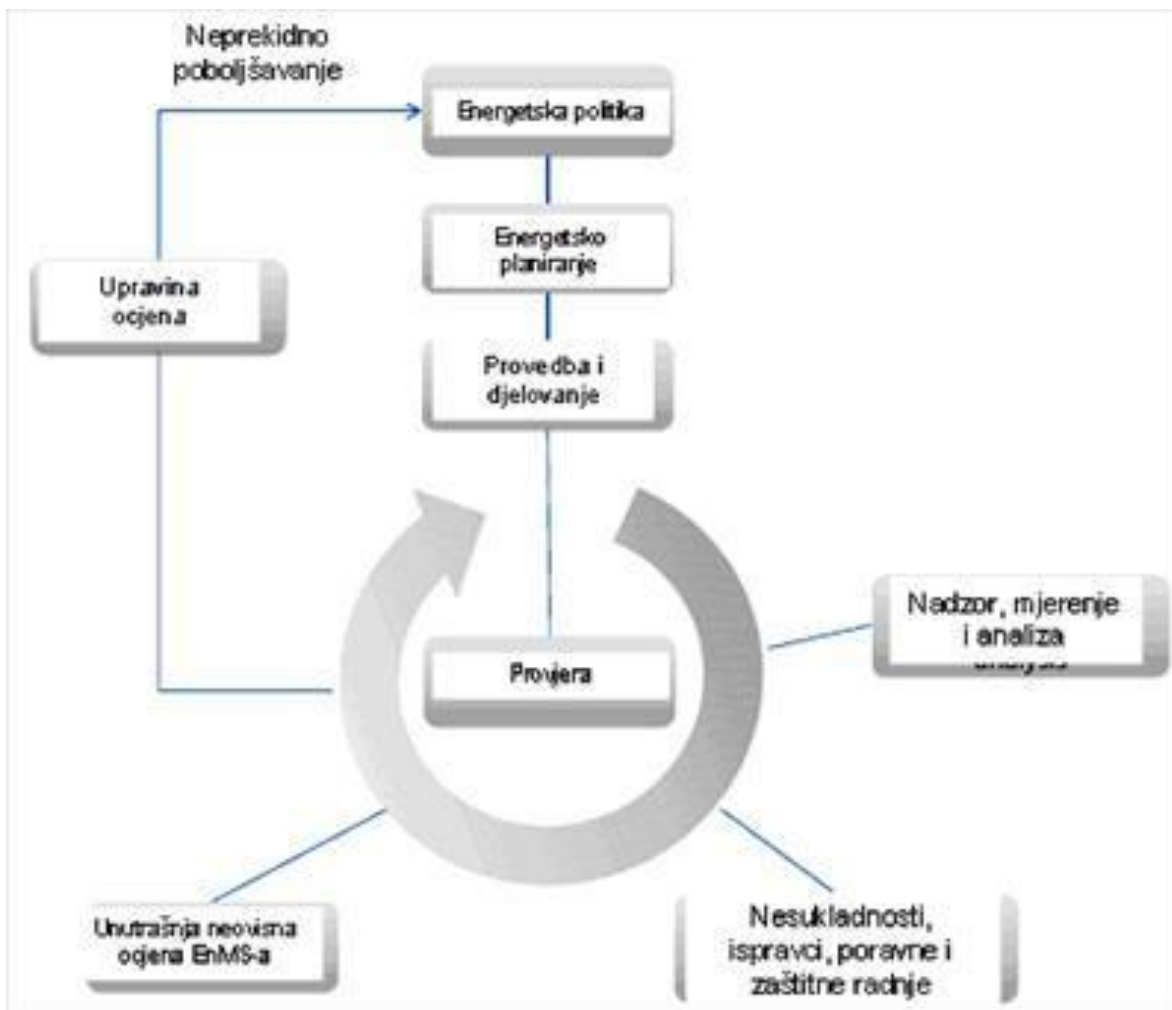 Neprekidno
poboljšavanje
Energetska politika
Energetsko
planiranje
Upravina
ocjena
Provedba i
djelovanje
Nadzor, mjerenje
i analiza
analysis
Provjera
Unutrašnja neovisna
ocjena EnMS-a
Nesukladnosti,
ispravci, poravne i
zaštitne radnje